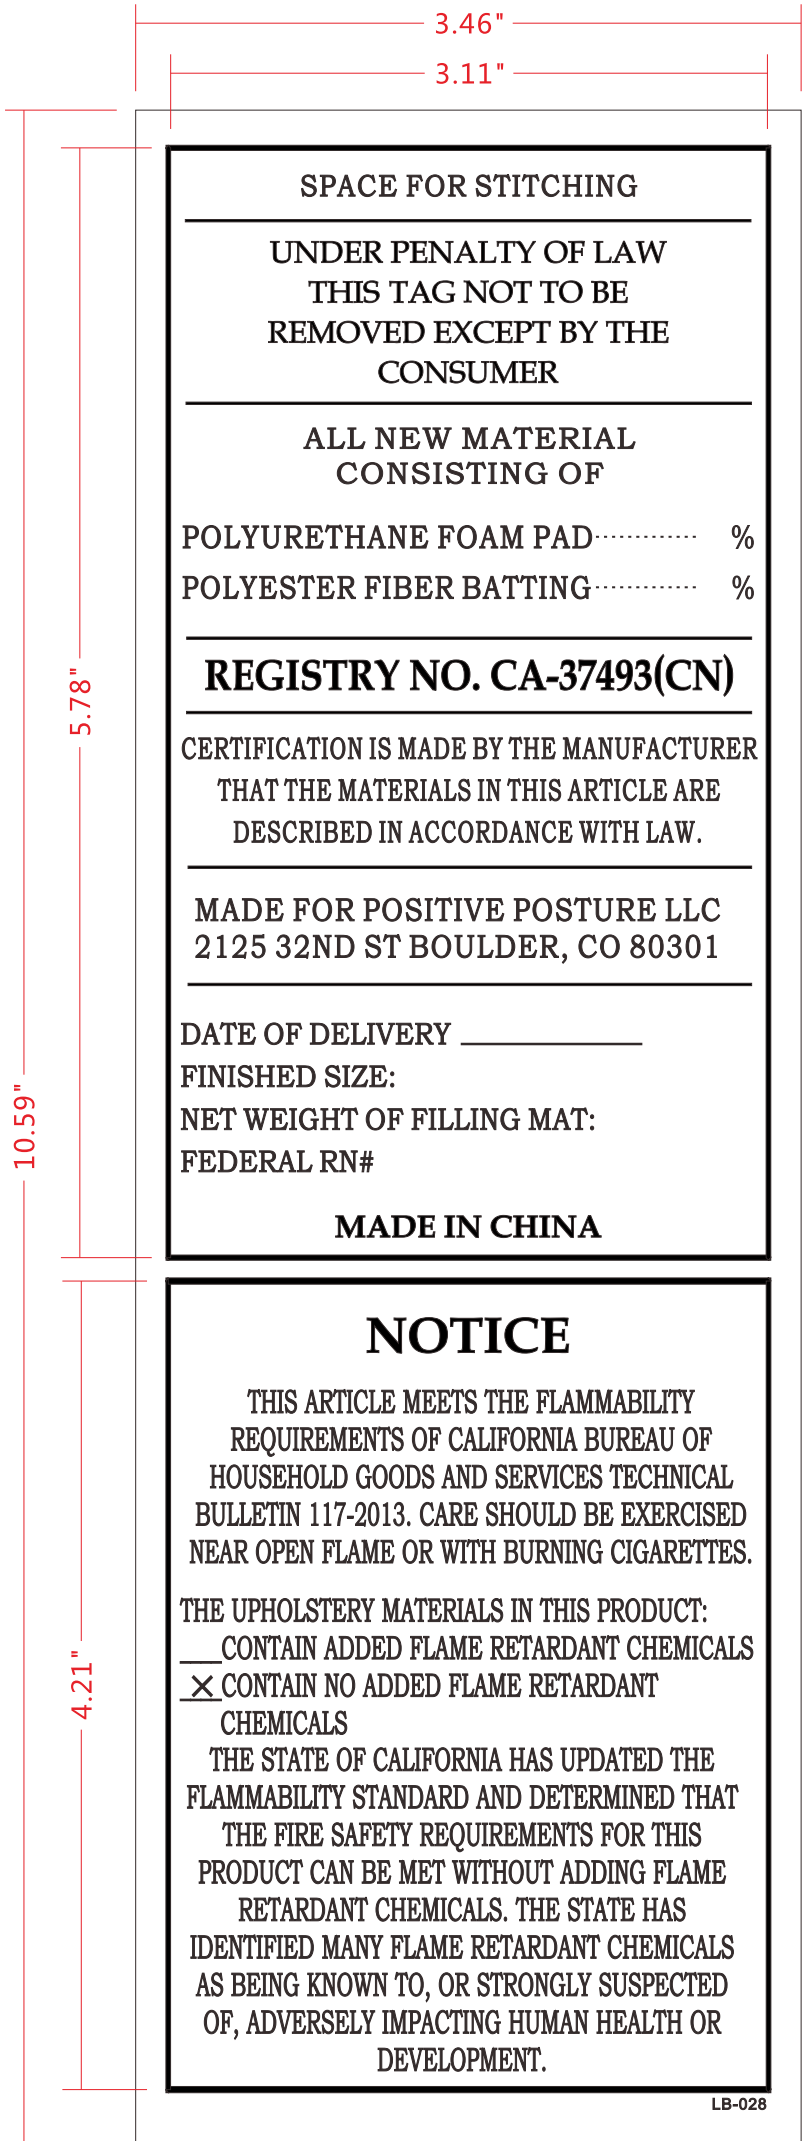 3.46"
3.11"
SPACE FOR STITCHING
UNDER PENALTY OF LAW
THIS TAG NOT TO BE
REMOVED EXCEPT BY THE
CONSUMER
ALL NEW MATERIAL
CONSISTING OF
POLYURETHANE FOAM PAD------------- %
POLYESTER FIBER BATTING------------- %
REGISTRY NO. CA-37493(CN)
5.78"
CERTIFICATION IS MADE BY THE MANUFACTURER
THAT THE MATERIALS IN THIS ARTICLE ARE
DESCRIBED IN ACCORDANCE WITH LAW.
MADE FOR POSITIVE POSTURE LLC
2125 32ND ST BOULDER, CO 80301
DATE OF DELIVERY ____________
FINISHED SIZE:
10.59"
NET WEIGHT OF FILLING MAT:
FEDERAL RN#
MADE IN CHINA
NOTICE
THIS ARTICLE MEETS THE FLAMMABILITY
REQUIREMENTS OF CALIFORNIA BUREAU OF
HOUSEHOLD GOODS AND SERVICES TECHNICAL
BULLETIN 117-2013. CARE SHOULD BE EXERCISED
NEAR OPEN FLAME OR WITH BURNING CIGARETTES.
THE UPHOLSTERY MATERIALS IN THIS PRODUCT:
___CONTAIN ADDED FLAME RETARDANT CHEMICALS
_X_CONTAIN NO ADDED FLAME RETARDANT
4.21"
CHEMICALS
THE STATE OF CALIFORNIA HAS UPDATED THE
FLAMMABILITY STANDARD AND DETERMINED THAT
THE FIRE SAFETY REQUIREMENTS FOR THIS
PRODUCT CAN BE MET WITHOUT ADDING FLAME
RETARDANT CHEMICALS. THE STATE HAS
IDENTIFIED MANY FLAME RETARDANT CHEMICALS
AS BEING KNOWN TO, OR STRONGLY SUSPECTED
OF, ADVERSELY IMPACTING HUMAN HEALTH OR
DEVELOPMENT.
LB-028